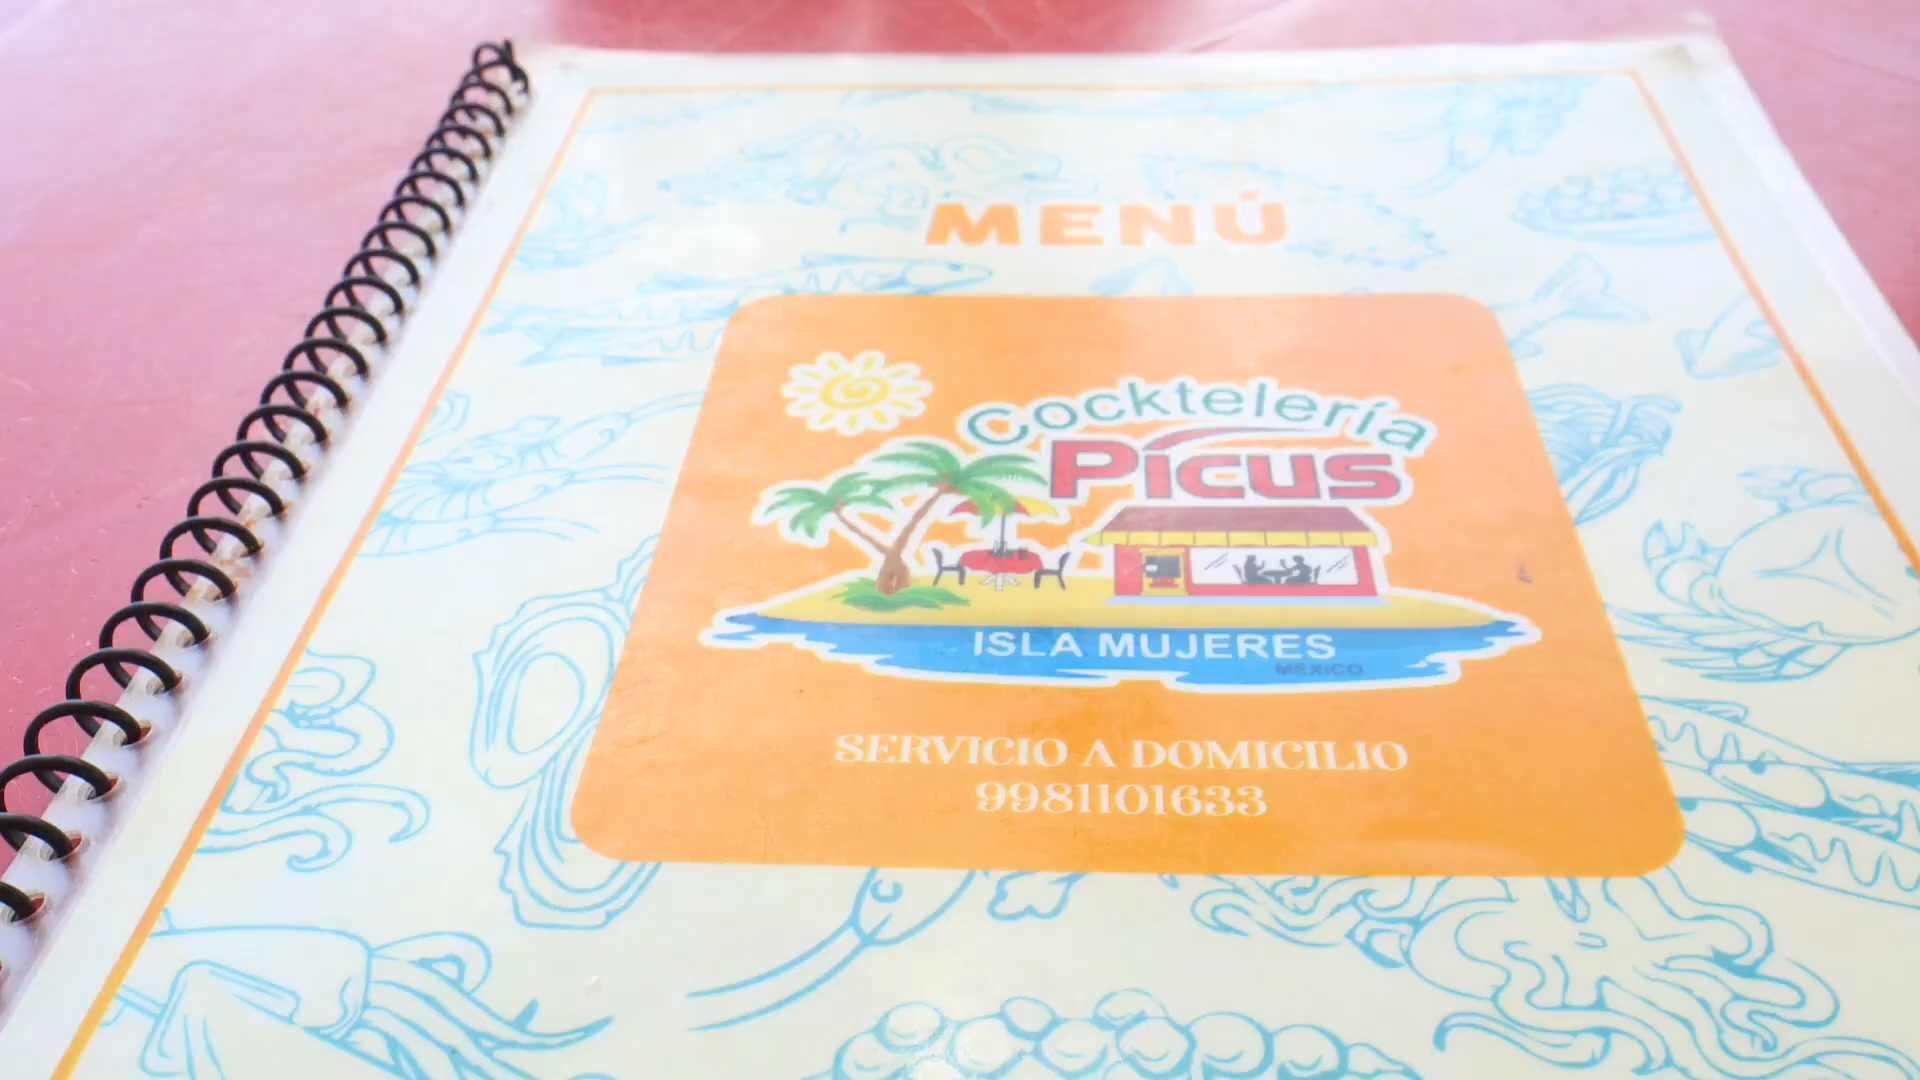 MENÚ
Cocktelería
Picus
ISLA MUJERES
MEXICO
SERVICIO A DOMICILIO
9981101633